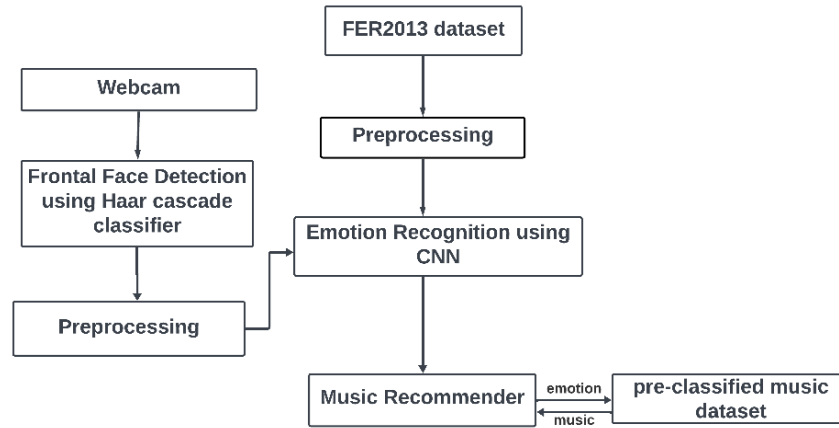 FER2013 dataset
Webcam
Preprocessing
Frontal Face Detection
using Haar cascade
classifier
Emotion Recognition using
CNN
Preprocessing
Music Recommender
emotion
music
pre-classified music
dataset